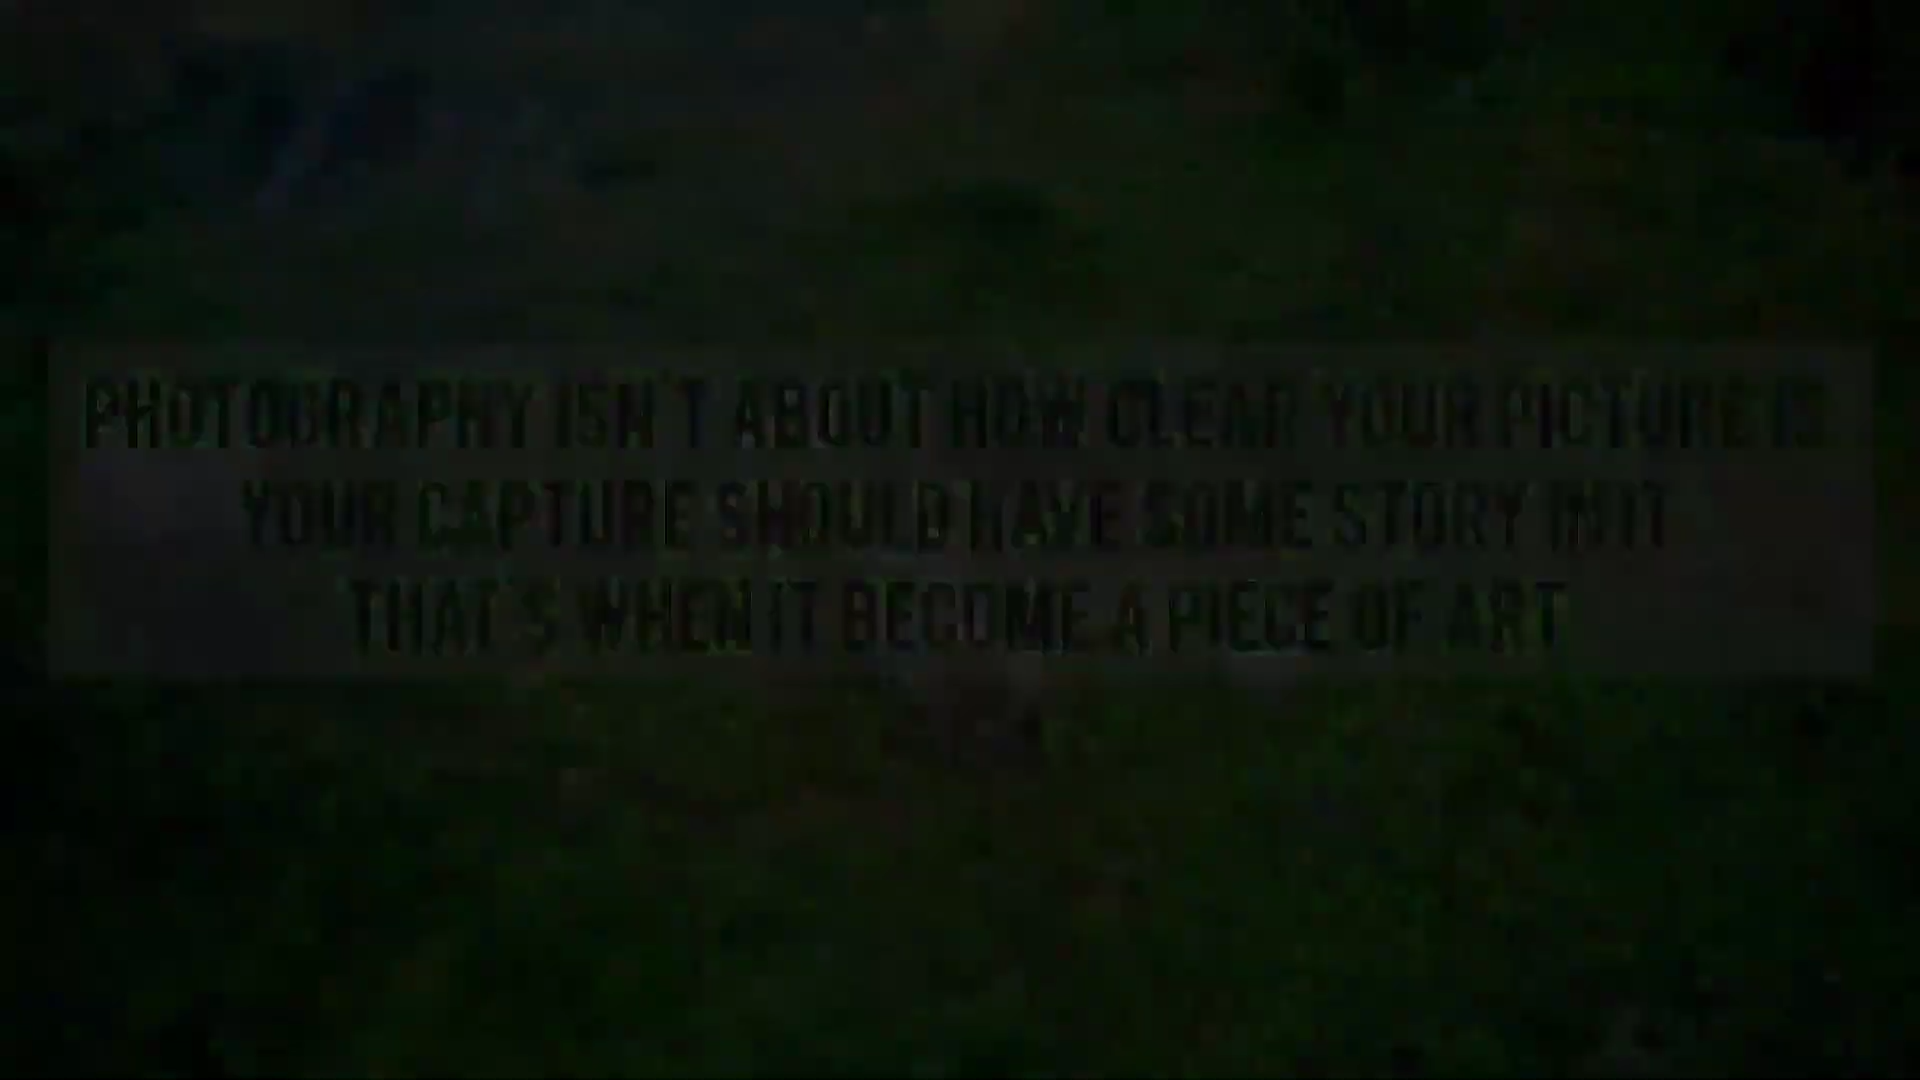 PHOTOGRAPHY ISN'T ABOUT HOW CLEAR YOUR PICTURE IS
YOUR CAPTURE SHOULD HAVE SOME STORY IN IT
THAT'S WHEN IT BECOME A PIECE OF ART